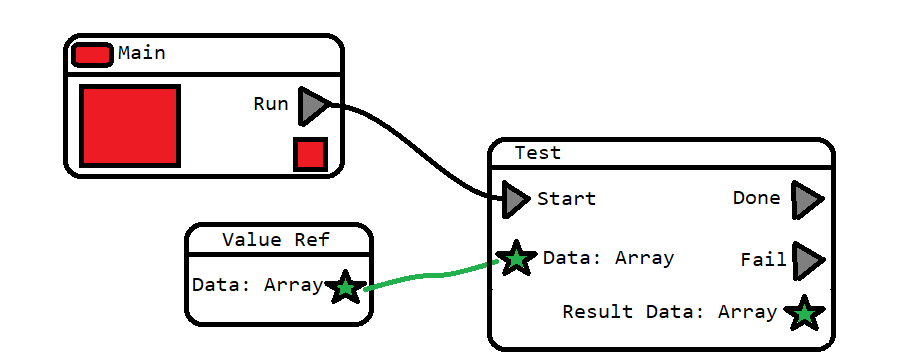 Main
Run
Value Ref
Data: Array
Test
Start
Done
Data: Array
Fail
Result Data: Array